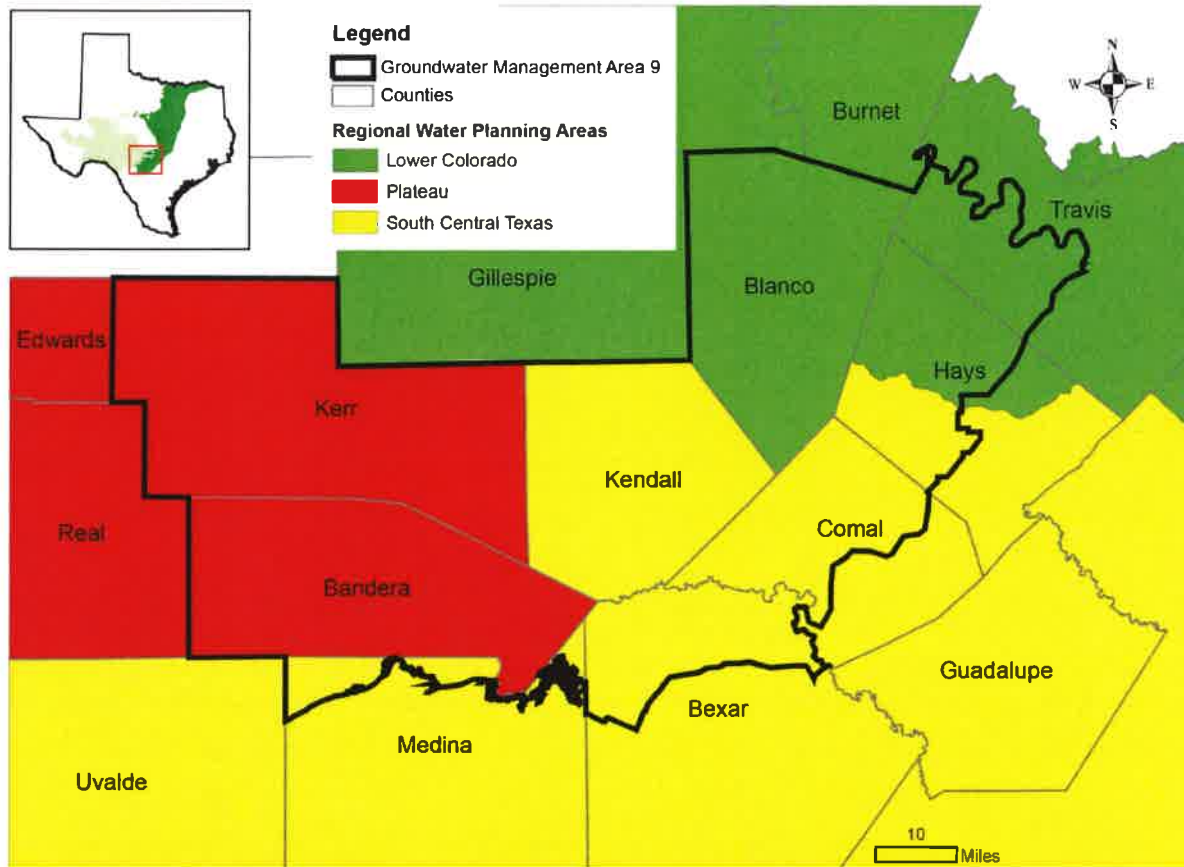 Legend
Groundwater Management Area 9
Counties
Regional Water Planning Areas
Lower Colorado
Plateau
South Central Texas
N
W E
S
Burnet
Travis
Gillespie
Blanco
Edwards
Hays
Kerr
Kendall
Real
Comal
Bandera
Guadalupe
Bexar
Medina
Uvalde
10
Miles